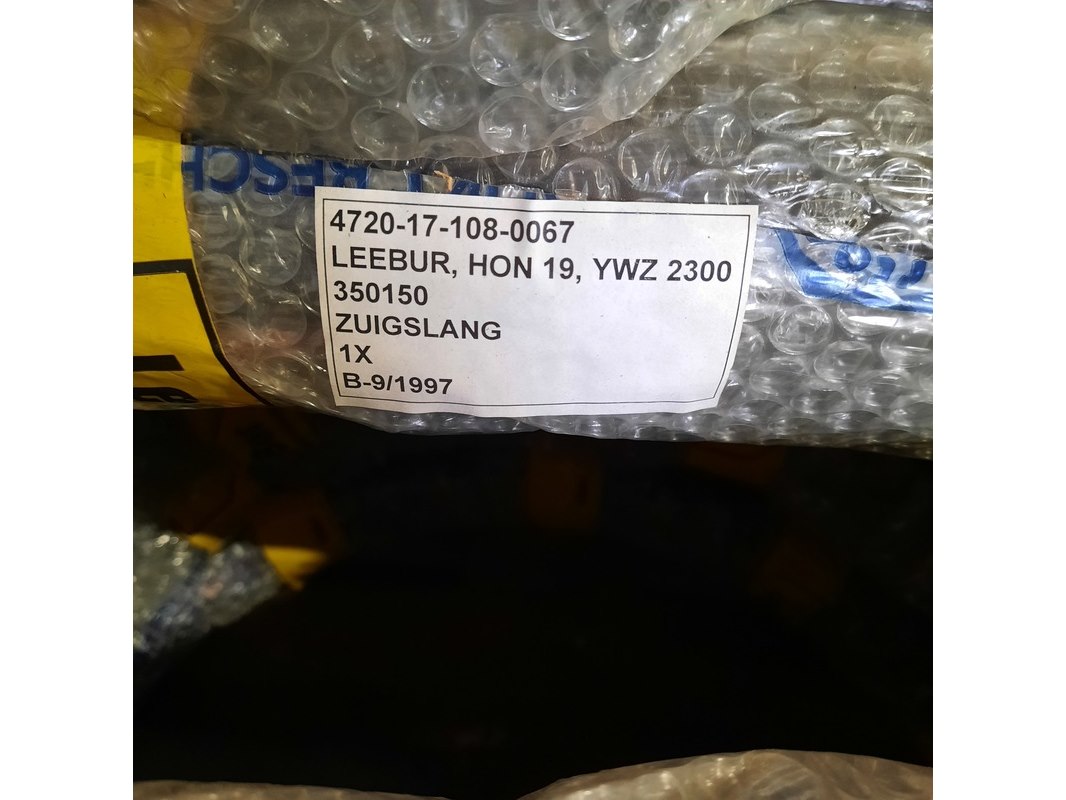 4720-17-108-0067
LEEBUR, HON 19, YWZ 2300
350150
ZUIGSLANG
1X
B-9/1997